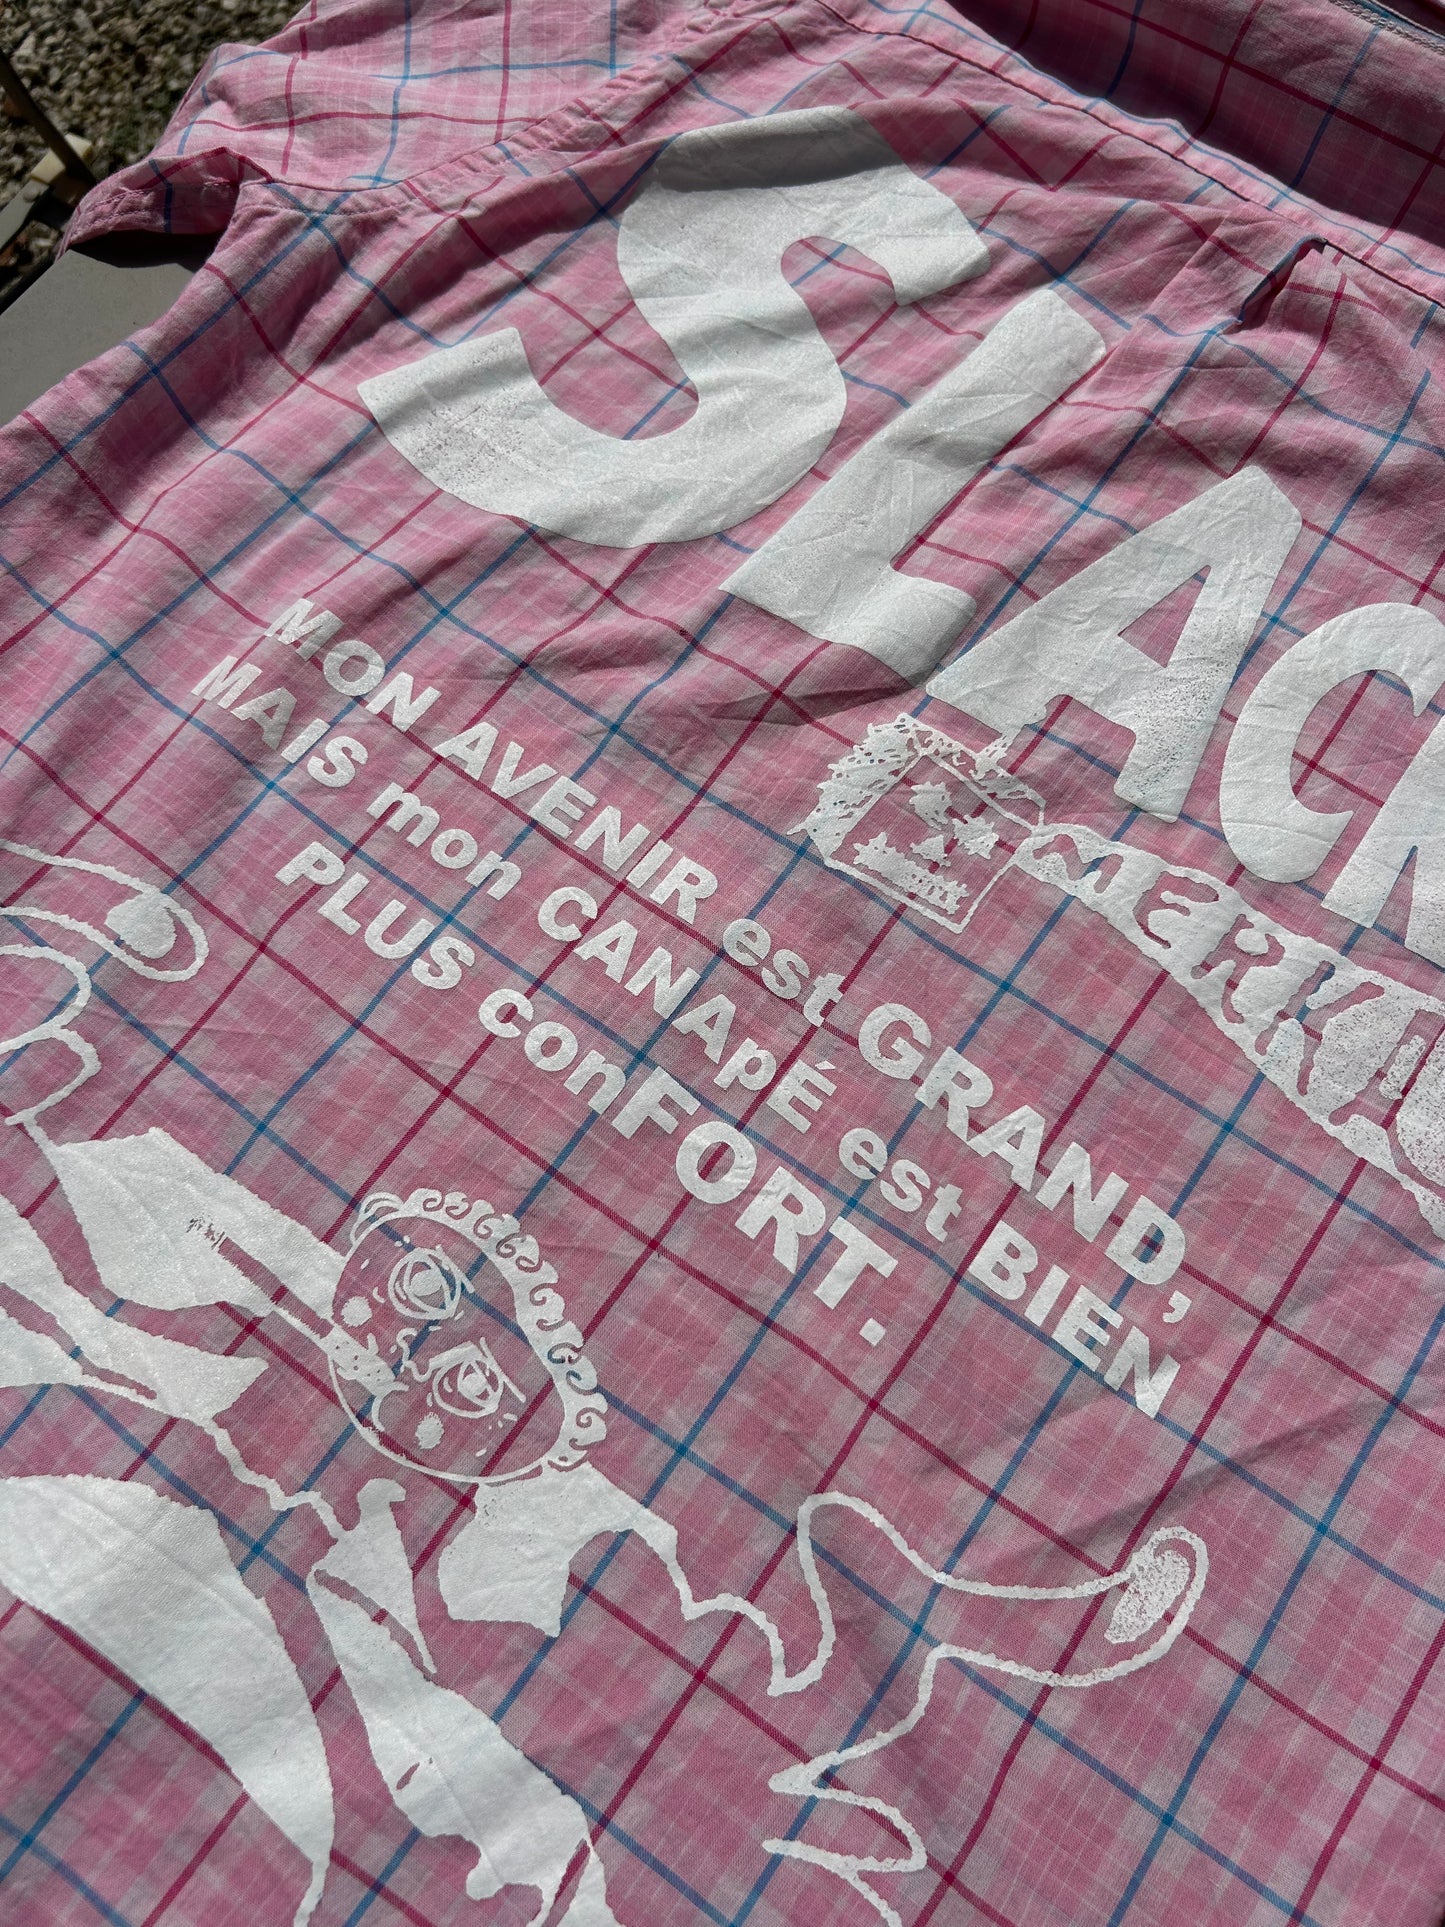 SLACK
MON AVENIR est GRAND,
MAIS mon CANApÉ est BIEN
PLUS conFORT.